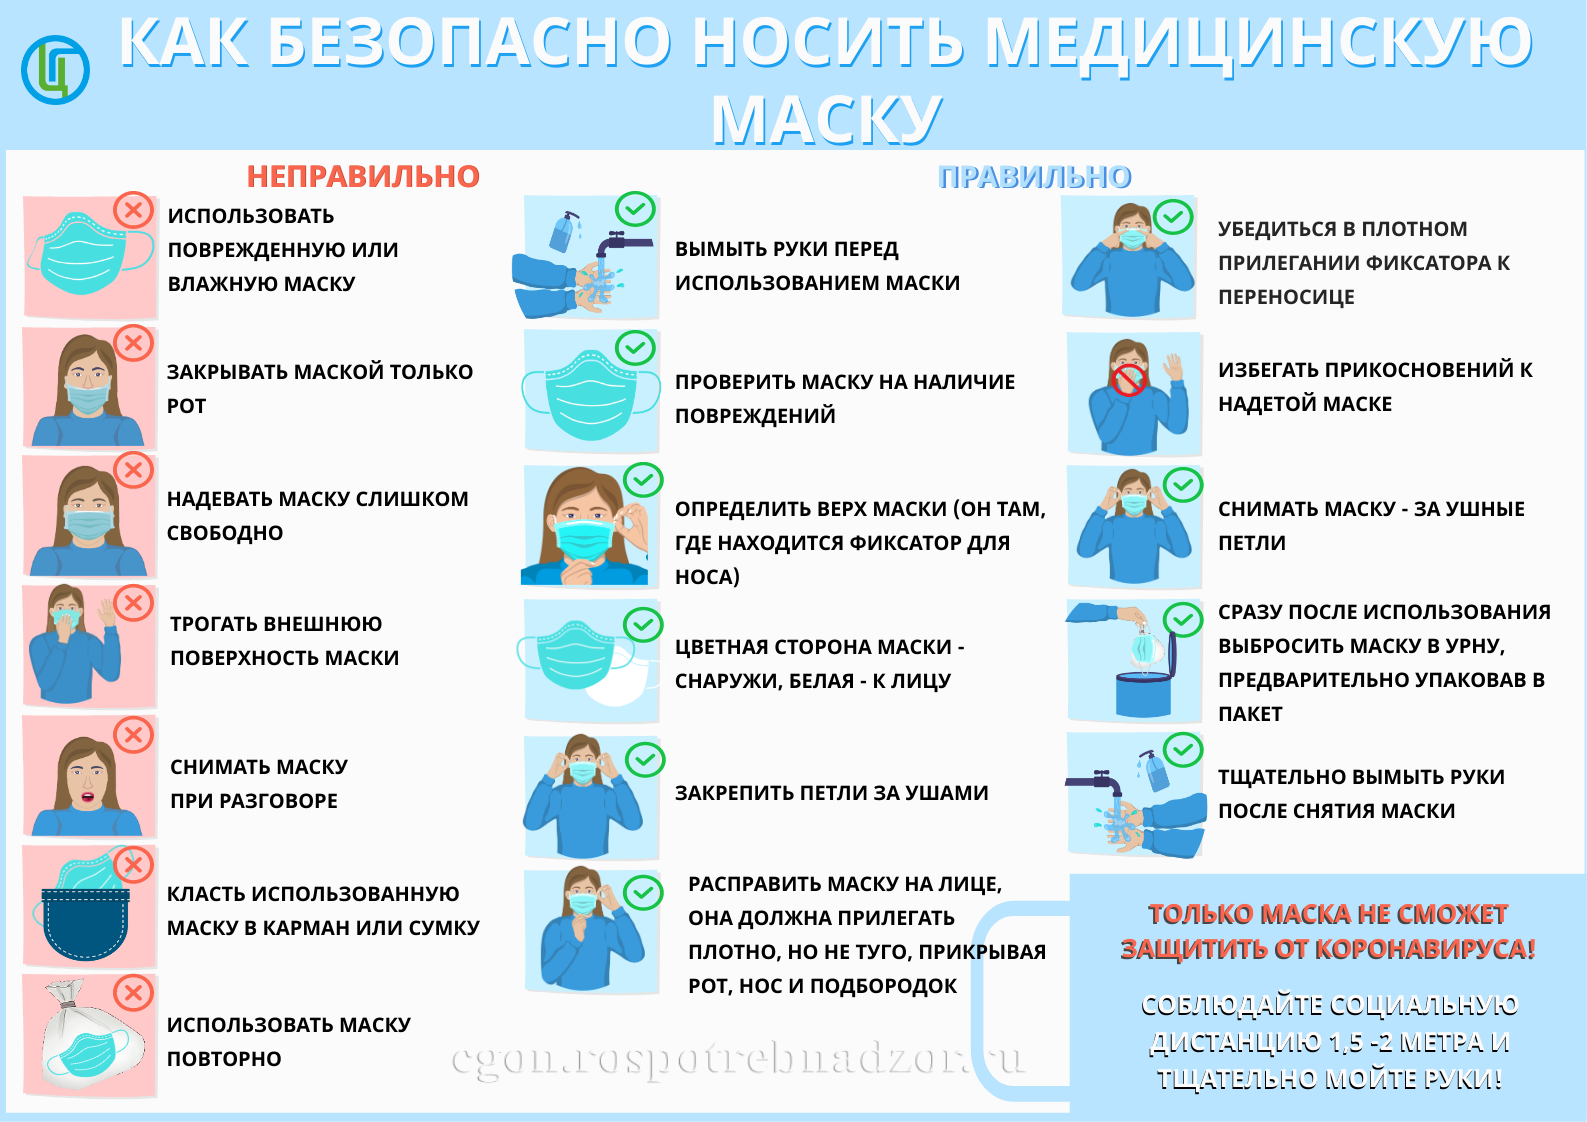 КАК БЕЗОПАСНО НОСИТЬ МЕДИЦИНСКУЮ
МАСКУ
НЕПРАВИЛЬНО
ИСПОЛЬЗОВАТЬ
ПОВРЕЖДЕННУЮ ИЛИ
ВЛАЖНУЮ МАСКУ
ЗАКРЫВАТЬ МАСКОЙ ТОЛЬКО
РОТ
НАДЕВАТЬ МАСКУ СЛИШКОМ
СВОБОДНО
ТРОГАТЬ ВНЕШНЮЮ
ПОВЕРХНОСТЬ МАСКИ
СНИМАТЬ МАСКУ
ПРИ РАЗГОВОРЕ
КЛАСТЬ ИСПОЛЬЗОВАННУЮ
МАСКУ В КАРМАН ИЛИ СУМКУ
ИСПОЛЬЗОВАТЬ МАСКУ
ПОВТОРНО
ПРАВИЛЬНО
ВЫМЫТЬ РУКИ ПЕРЕД
ИСПОЛЬЗОВАНИЕМ МАСКИ
ПРОВЕРИТЬ МАСКУ НА НАЛИЧИЕ
ПОВРЕЖДЕНИЙ
ОПРЕДЕЛИТЬ ВЕРХ МАСКИ (ОН ТАМ,
ГДЕ НАХОДИТСЯ ФИКСАТОР ДЛЯ
НОСА)
ЦВЕТНАЯ СТОРОНА МАСКИ -
СНАРУЖИ, БЕЛАЯ - К ЛИЦУ
ЗАКРЕПИТЬ ПЕТЛИ ЗА УШАМИ
РАСПРАВИТЬ МАСКУ НА ЛИЦЕ,
ОНА ДОЛЖНА ПРИЛЕГАТЬ
ПЛОТНО, НО НЕ ТУГО, ПРИКРЫВАЯ
РОТ, НОС И ПОДБОРОДОК
УБЕДИТЬСЯ В ПЛОТНОМ
ПРИЛЕГАНИИ ФИКСАТОРА К
ПЕРЕНОСИЦЕ
ИЗБЕГАТЬ ПРИКОСНОВЕНИЙ К
НАДЕТОЙ МАСКЕ
СНИМАТЬ МАСКУ - ЗА УШНЫЕ
ПЕТЛИ
СРАЗУ ПОСЛЕ ИСПОЛЬЗОВАНИЯ
ВЫБРОСИТЬ МАСКУ В УРНУ,
ПРЕДВАРИТЕЛЬНО УПАКОВАВ В
ПАКЕТ
ТЩАТЕЛЬНО ВЫМЫТЬ РУКИ
ПОСЛЕ СНЯТИЯ МАСКИ
ТОЛЬКО МАСКА НЕ СМОЖЕТ
ЗАЩИТИТЬ ОТ КОРОНАВИРУСА!
СОБЛЮДАЙТЕ СОЦИАЛЬНУЮ
ДИСТАНЦИЮ 1,5 -2 МЕТРА И
ТЩАТЕЛЬНО МОЙТЕ РУКИ!
cgon.rospotrebnadzor.ru